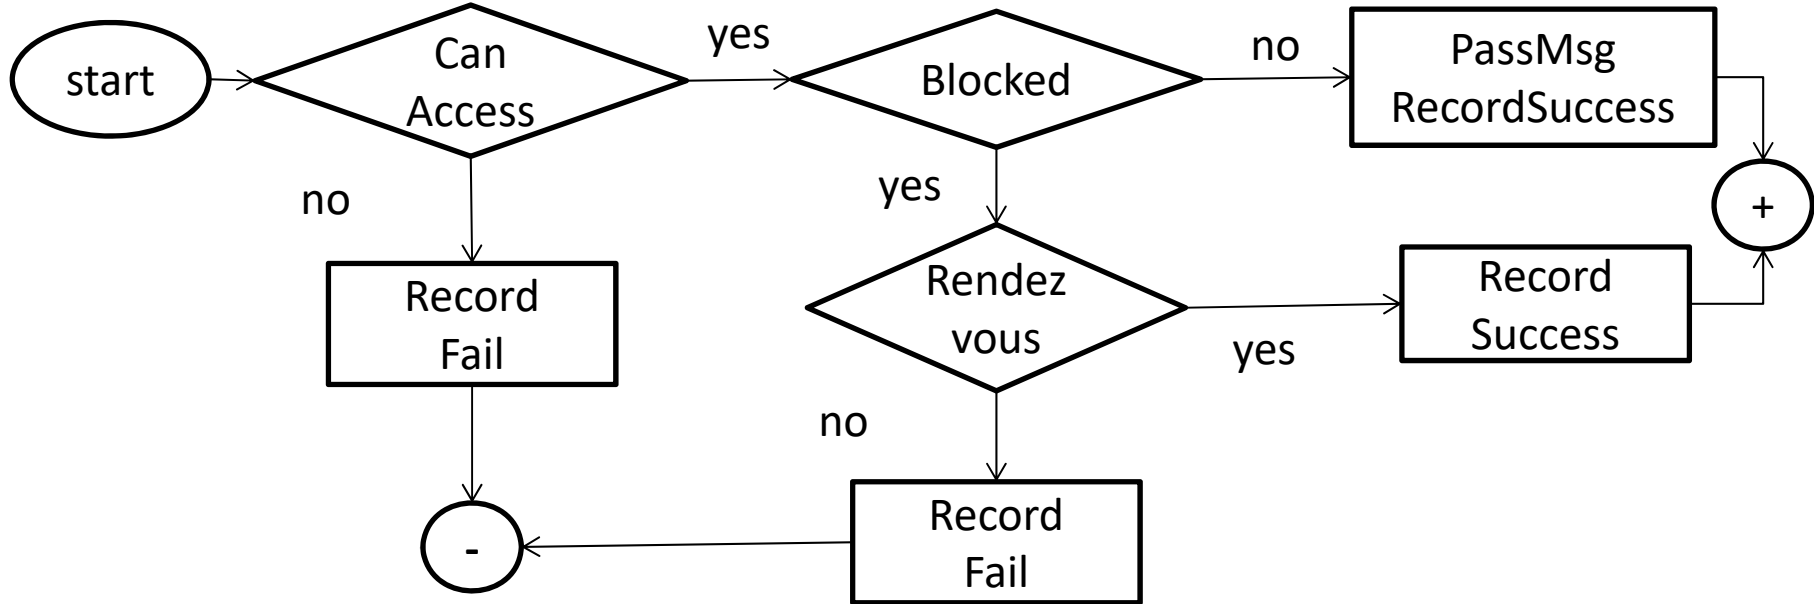 start
Can
Access
yes
Blocked
no
PassMsg
RecordSuccess
no
yes
+
Record
Fail
Rendez
vous
yes
Record
Success
no
-
Record
Fail